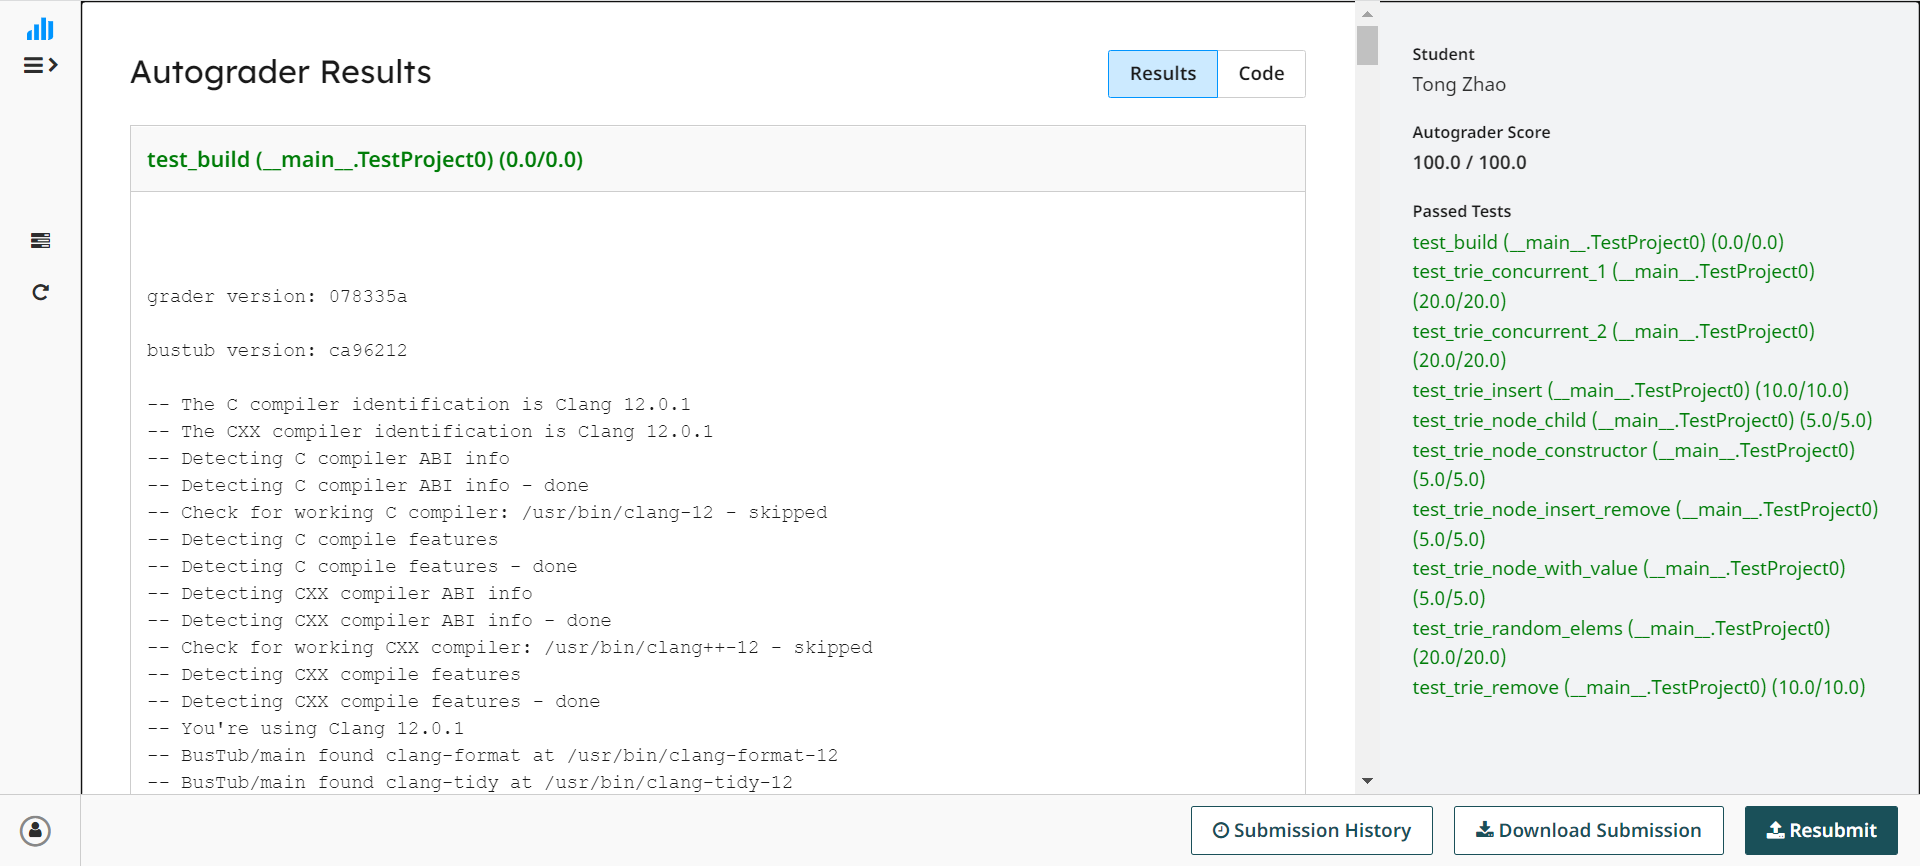 Autograder Results
Results
Code
test_build (__main__.TestProject0) (0.0/0.0)
grader version: 078335a
bustub version: ca96212
-- The C compiler identification is Clang 12.0.1
-- The CXX compiler identification is Clang 12.0.1
-- Detecting C compiler ABI info
-- Detecting C compiler ABI info - done
-- Check for working C compiler: /usr/bin/clang-12 - skipped
-- Detecting C compile features
-- Detecting C compile features - done
-- Detecting CXX compiler ABI info
-- Detecting CXX compiler ABI info - done
-- Check for working CXX compiler: /usr/bin/clang++-12 - skipped
-- Detecting CXX compile features
-- Detecting CXX compile features - done
-- You're using Clang 12.0.1
-- BusTub/main found clang-format at /usr/bin/clang-format-12
-- BusTub/main found clang-tidy at /usr/bin/clang-tidy-12
Student
Tong Zhao
Autograder Score
100.0 / 100.0
Passed Tests
test_build (__main__.TestProject0) (0.0/0.0)
test_trie_concurrent_1 (__main__.TestProject0)
(20.0/20.0)
test_trie_concurrent_2 (__main__.TestProject0)
(20.0/20.0)
test_trie_insert (__main__.TestProject0) (10.0/10.0)
test_trie_node_child (__main__.TestProject0) (5.0/5.0)
test_trie_node_constructor (__main__.TestProject0)
(5.0/5.0)
test_trie_node_insert_remove (__main__.TestProject0)
(5.0/5.0)
test_trie_node_with_value (__main__.TestProject0)
(5.0/5.0)
test_trie_random_elems (__main__.TestProject0)
(20.0/20.0)
test_trie_remove (__main__.TestProject0) (10.0/10.0)
Submission History
Download Submission
Resubmit